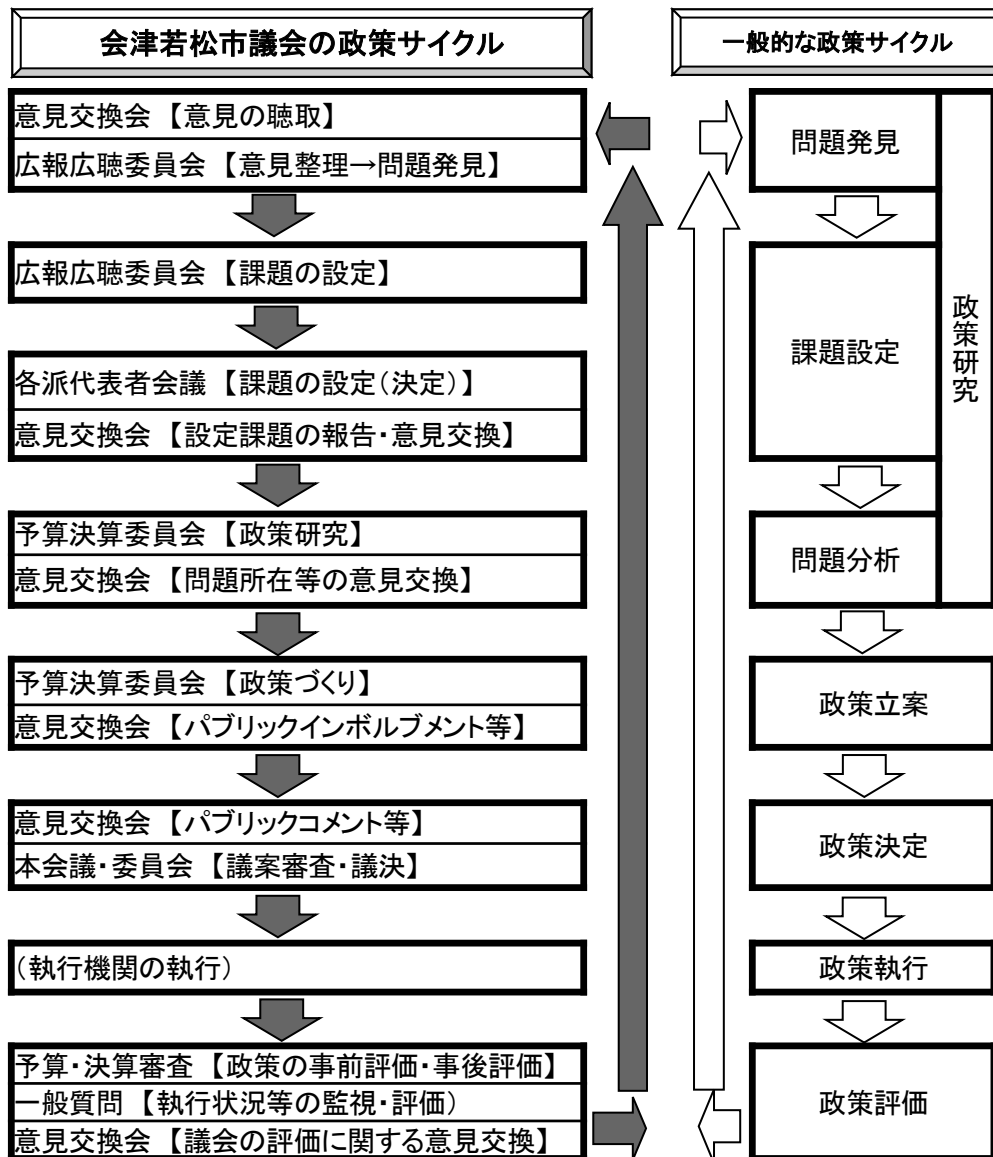 会津若松市議会の政策サイクル
一般的な政策サイクル
意見交換会 【意見の聴取】
広報広聴委員会 【意見整理→問題発見】
広報広聴委員会 【課題の設定】
各派代表者会議 【課題の設定(決定)】
意見交換会 【設定課題の報告・意見交換】
予算決算委員会 【政策研究】
意見交換会 【問題所在等の意見交換】
予算決算委員会 【政策づくり】
意見交換会 【パブリックインボルブメント等】
意見交換会 【パブリックコメント等】
本会議・委員会 【議案審査・議決】
(執行機関の執行)
予算・決算審査 【政策の事前評価・事後評価】
一般質問 【執行状況等の監視・評価)
意見交換会 【議会の評価に関する意見交換】
問題発見
課題設定
問題分析
政策研究
政策立案
政策決定
政策執行
政策評価